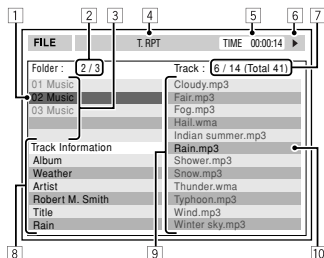 1 2 3 4 5 6 7
FILE T. RPT TIME 00:00:14
Folder : 2 / 3 Track : 6 / 14 (Total 41)
01 Music
02 Music
03 Music
Cloudy.mp3
Fair.mp3
Fog.mp3
Hail.wma
Indian summer.mp3
Rain.mp3
Shower.mp3
Snow.mp3
Thunder.wma
Typhoon.mp3
Wind.mp3
Winter sky.mp3
Track Information
Album
Weather
Artist
Robert M. Smith
Title
Rain
8 9 10